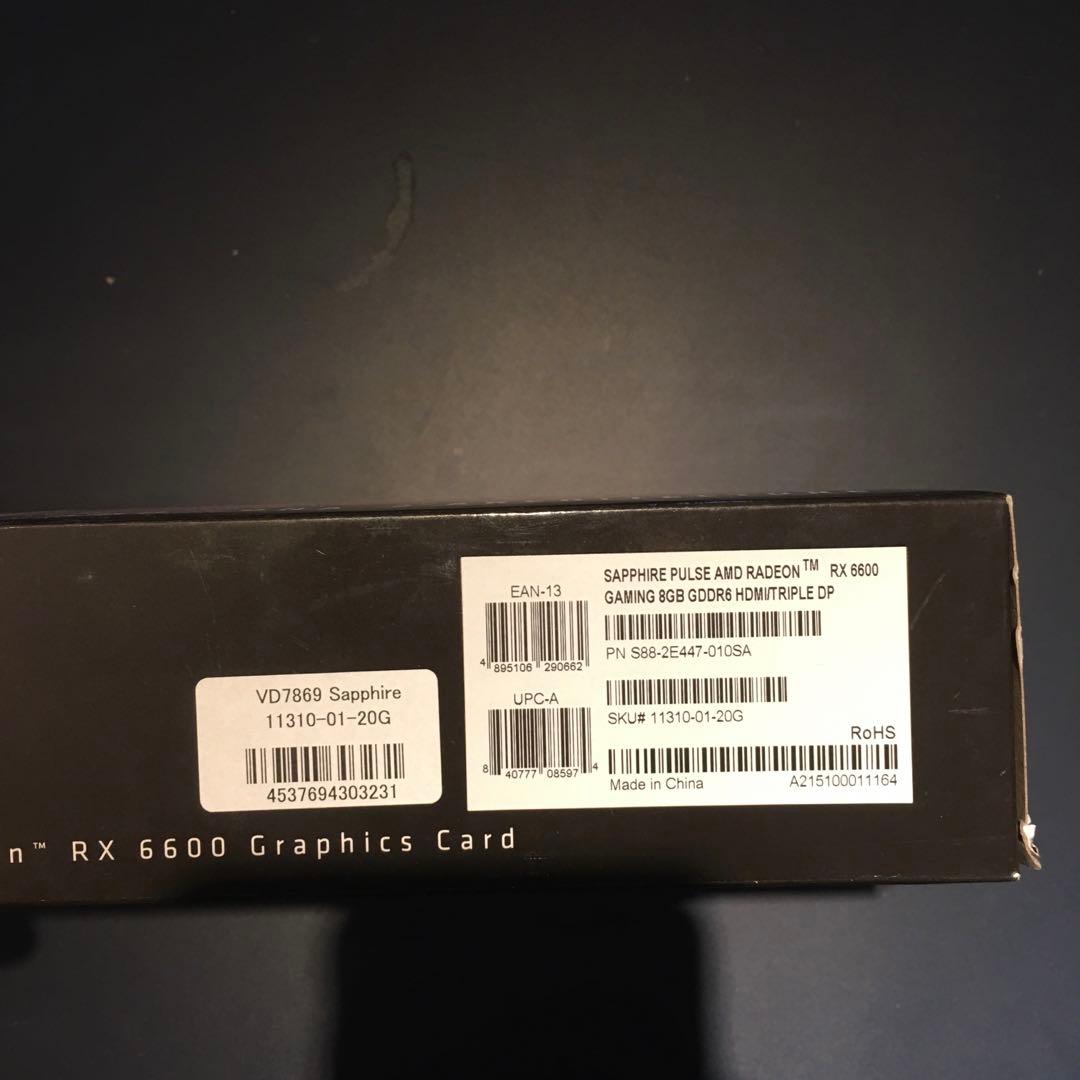 SAPPHIRE PULSE AMD RADEON™ RX 6600
GAMING 8GB GDDR6 HDMI/TRIPLE DP
EAN-13
4 895106 290662
PN S88-2E447-010SA
UPC-A
8 40777 08597 4
SKU# 11310-01-20G
RoHS
Made in China
A215100011164
VD7869 Sapphire
11310-01-20G
4537694303231
n™ RX 6600 Graphics Card